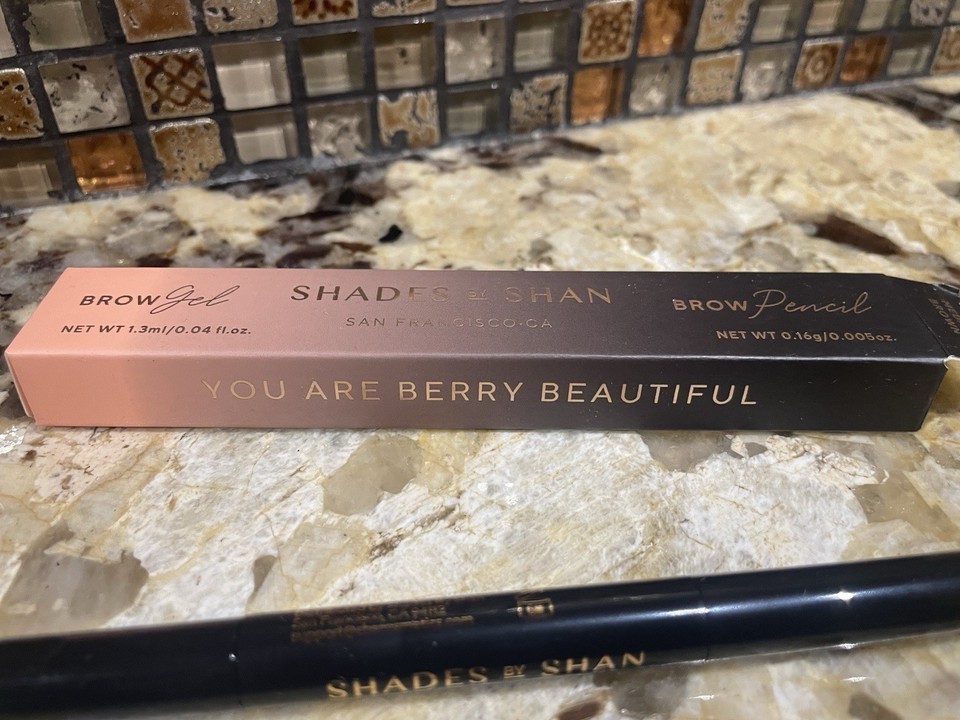 BROW Gel
NET WT 1.3ml/0.04 fl.oz.
SHADES BY SHAN
SAN FRANCISCO•CA
BROW Pencil
NET WT 0.16g/0.005oz.
YOU ARE BERRY BEAUTIFUL
SHADES BY SHAN